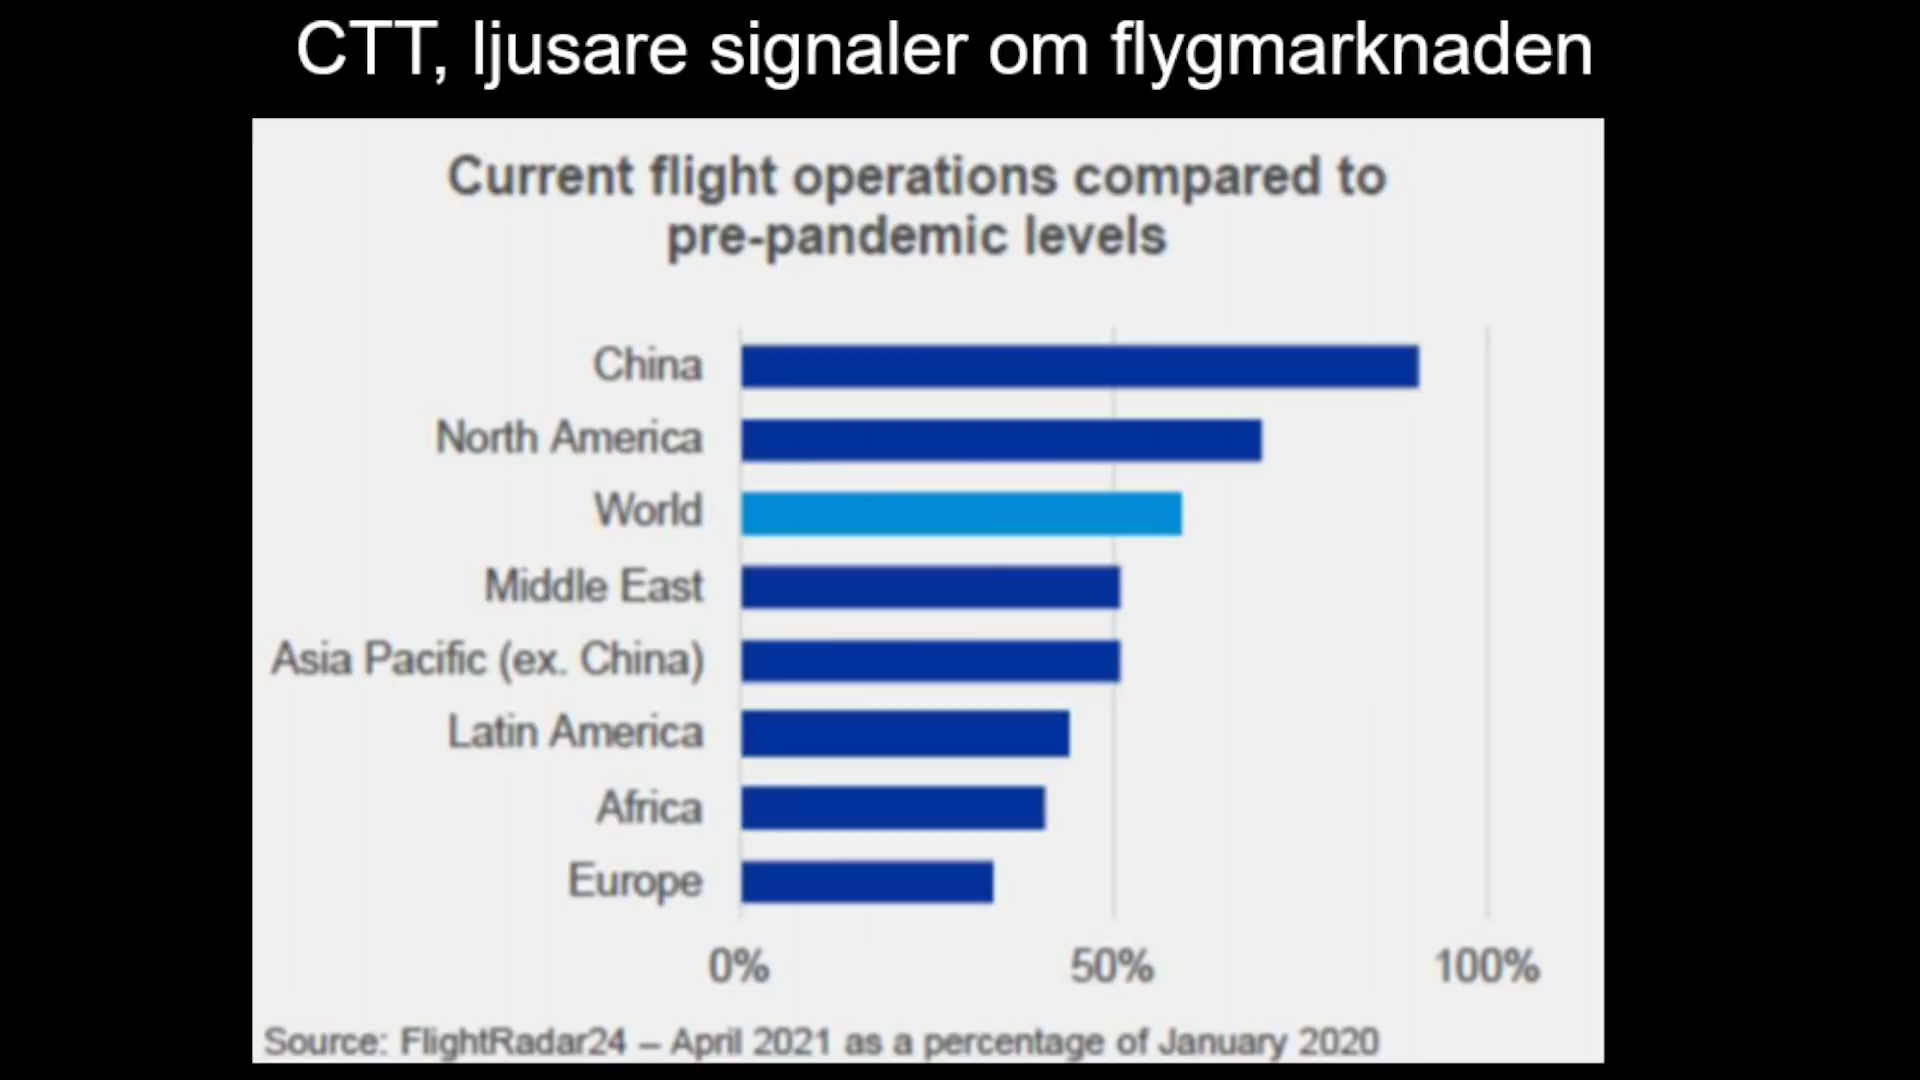 CTT, ljusare signaler om flygmarknaden
Current flight operations compared to
pre-pandemic levels
China
North America
World
Middle East
Asia Pacific (ex. China)
Latin America
Africa
Europe
0% 50% 100%
Source: FlightRadar24 – April 2021 as a percentage of January 2020